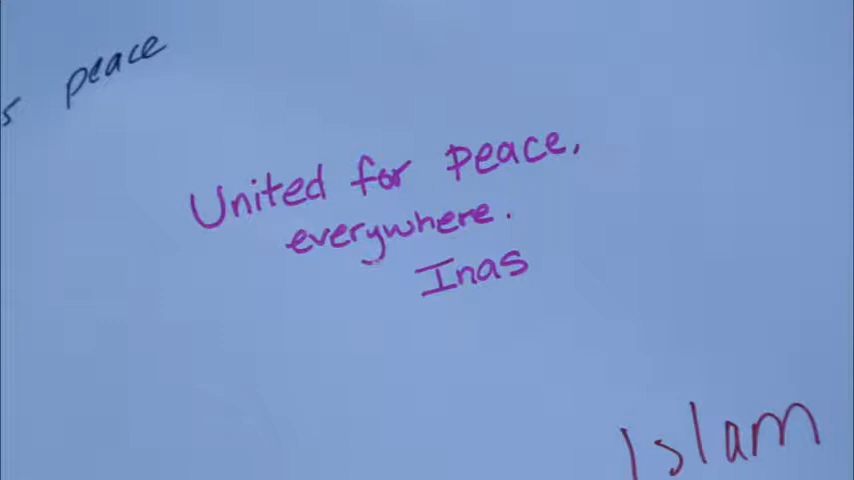 s peace
United for peace,
everywhere.
Inas
Islam